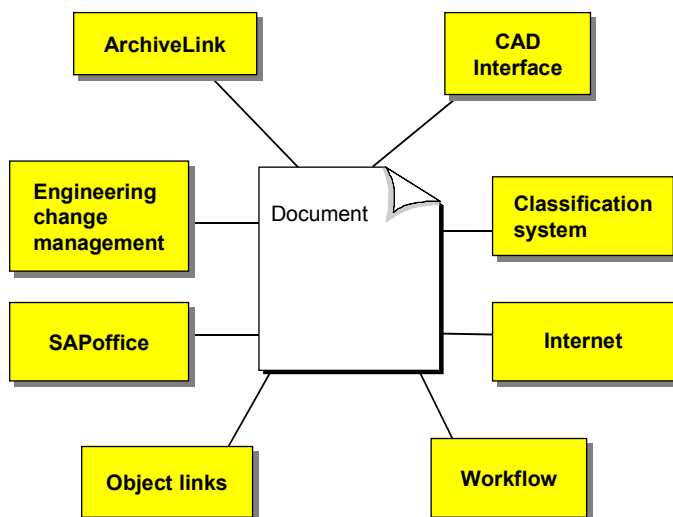 ArchiveLink
CAD
Interface
Engineering
change
management
Document
Classification
system
SAPoffice
Internet
Object links
Workflow